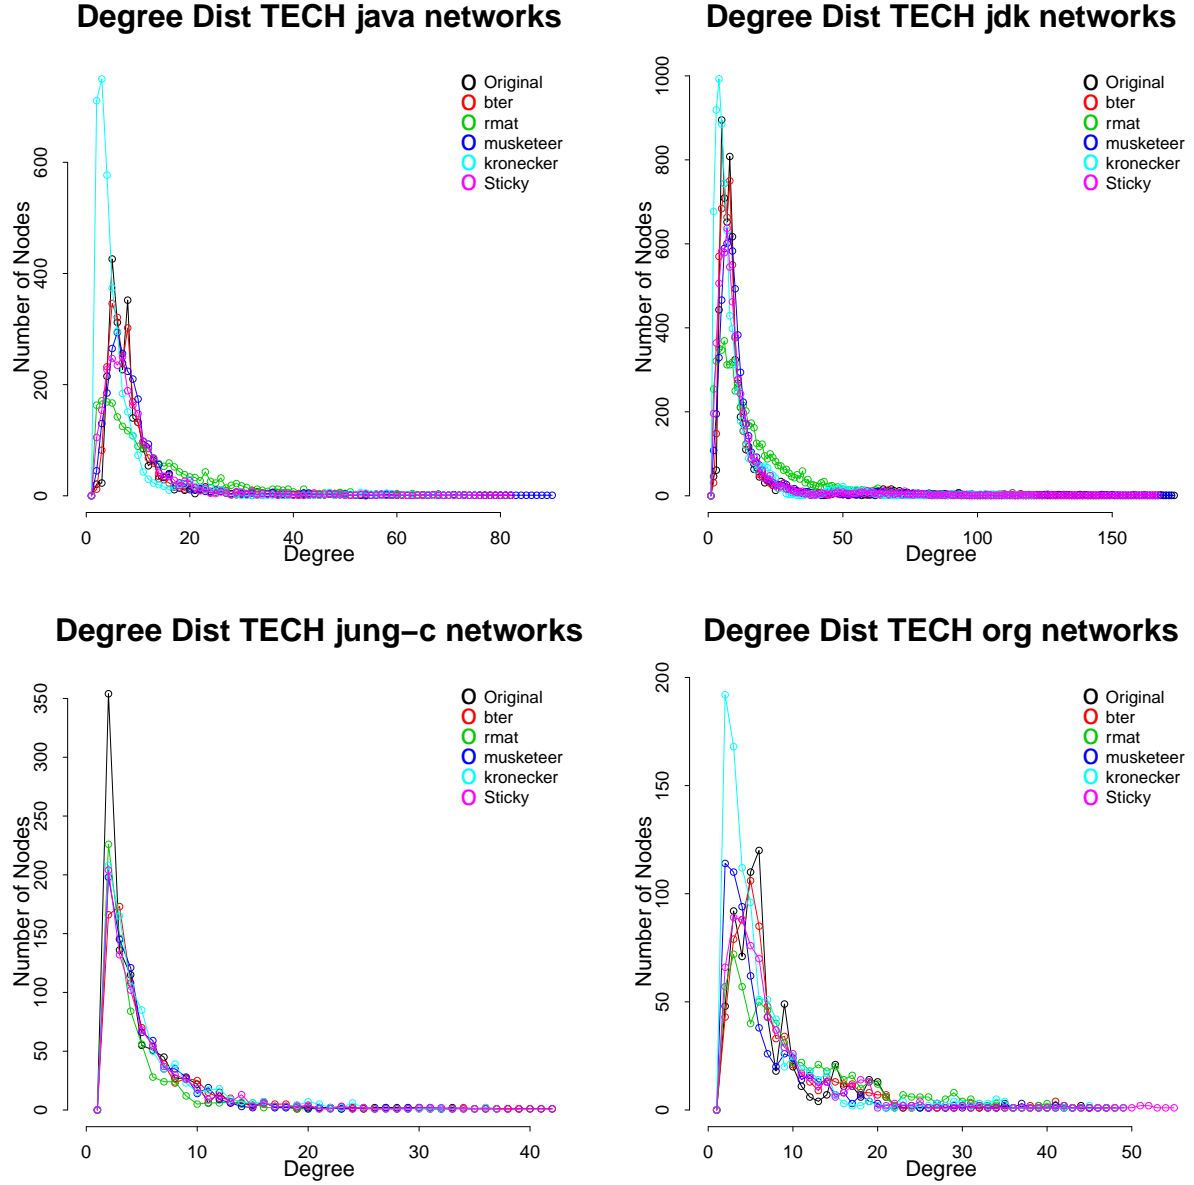 Degree Dist TECH java networks
Number of Nodes
0 200 400 600
0 20 40 60 80
Degree
O Original
O bter
O rmat
O musketeer
O kronecker
O Sticky
Degree Dist TECH jdk networks
Number of Nodes
0 200 400 600 800 1000
0 50 100 150
Degree
O Original
O bter
O rmat
O musketeer
O kronecker
O Sticky
Degree Dist TECH jung−c networks
Number of Nodes
0 50 100 150 200 250 300 350
0 10 20 30 40
Degree
O Original
O bter
O rmat
O musketeer
O kronecker
O Sticky
Degree Dist TECH org networks
Number of Nodes
0 50 100 150 200
0 10 20 30 40 50
Degree
O Original
O bter
O rmat
O musketeer
O kronecker
O Sticky